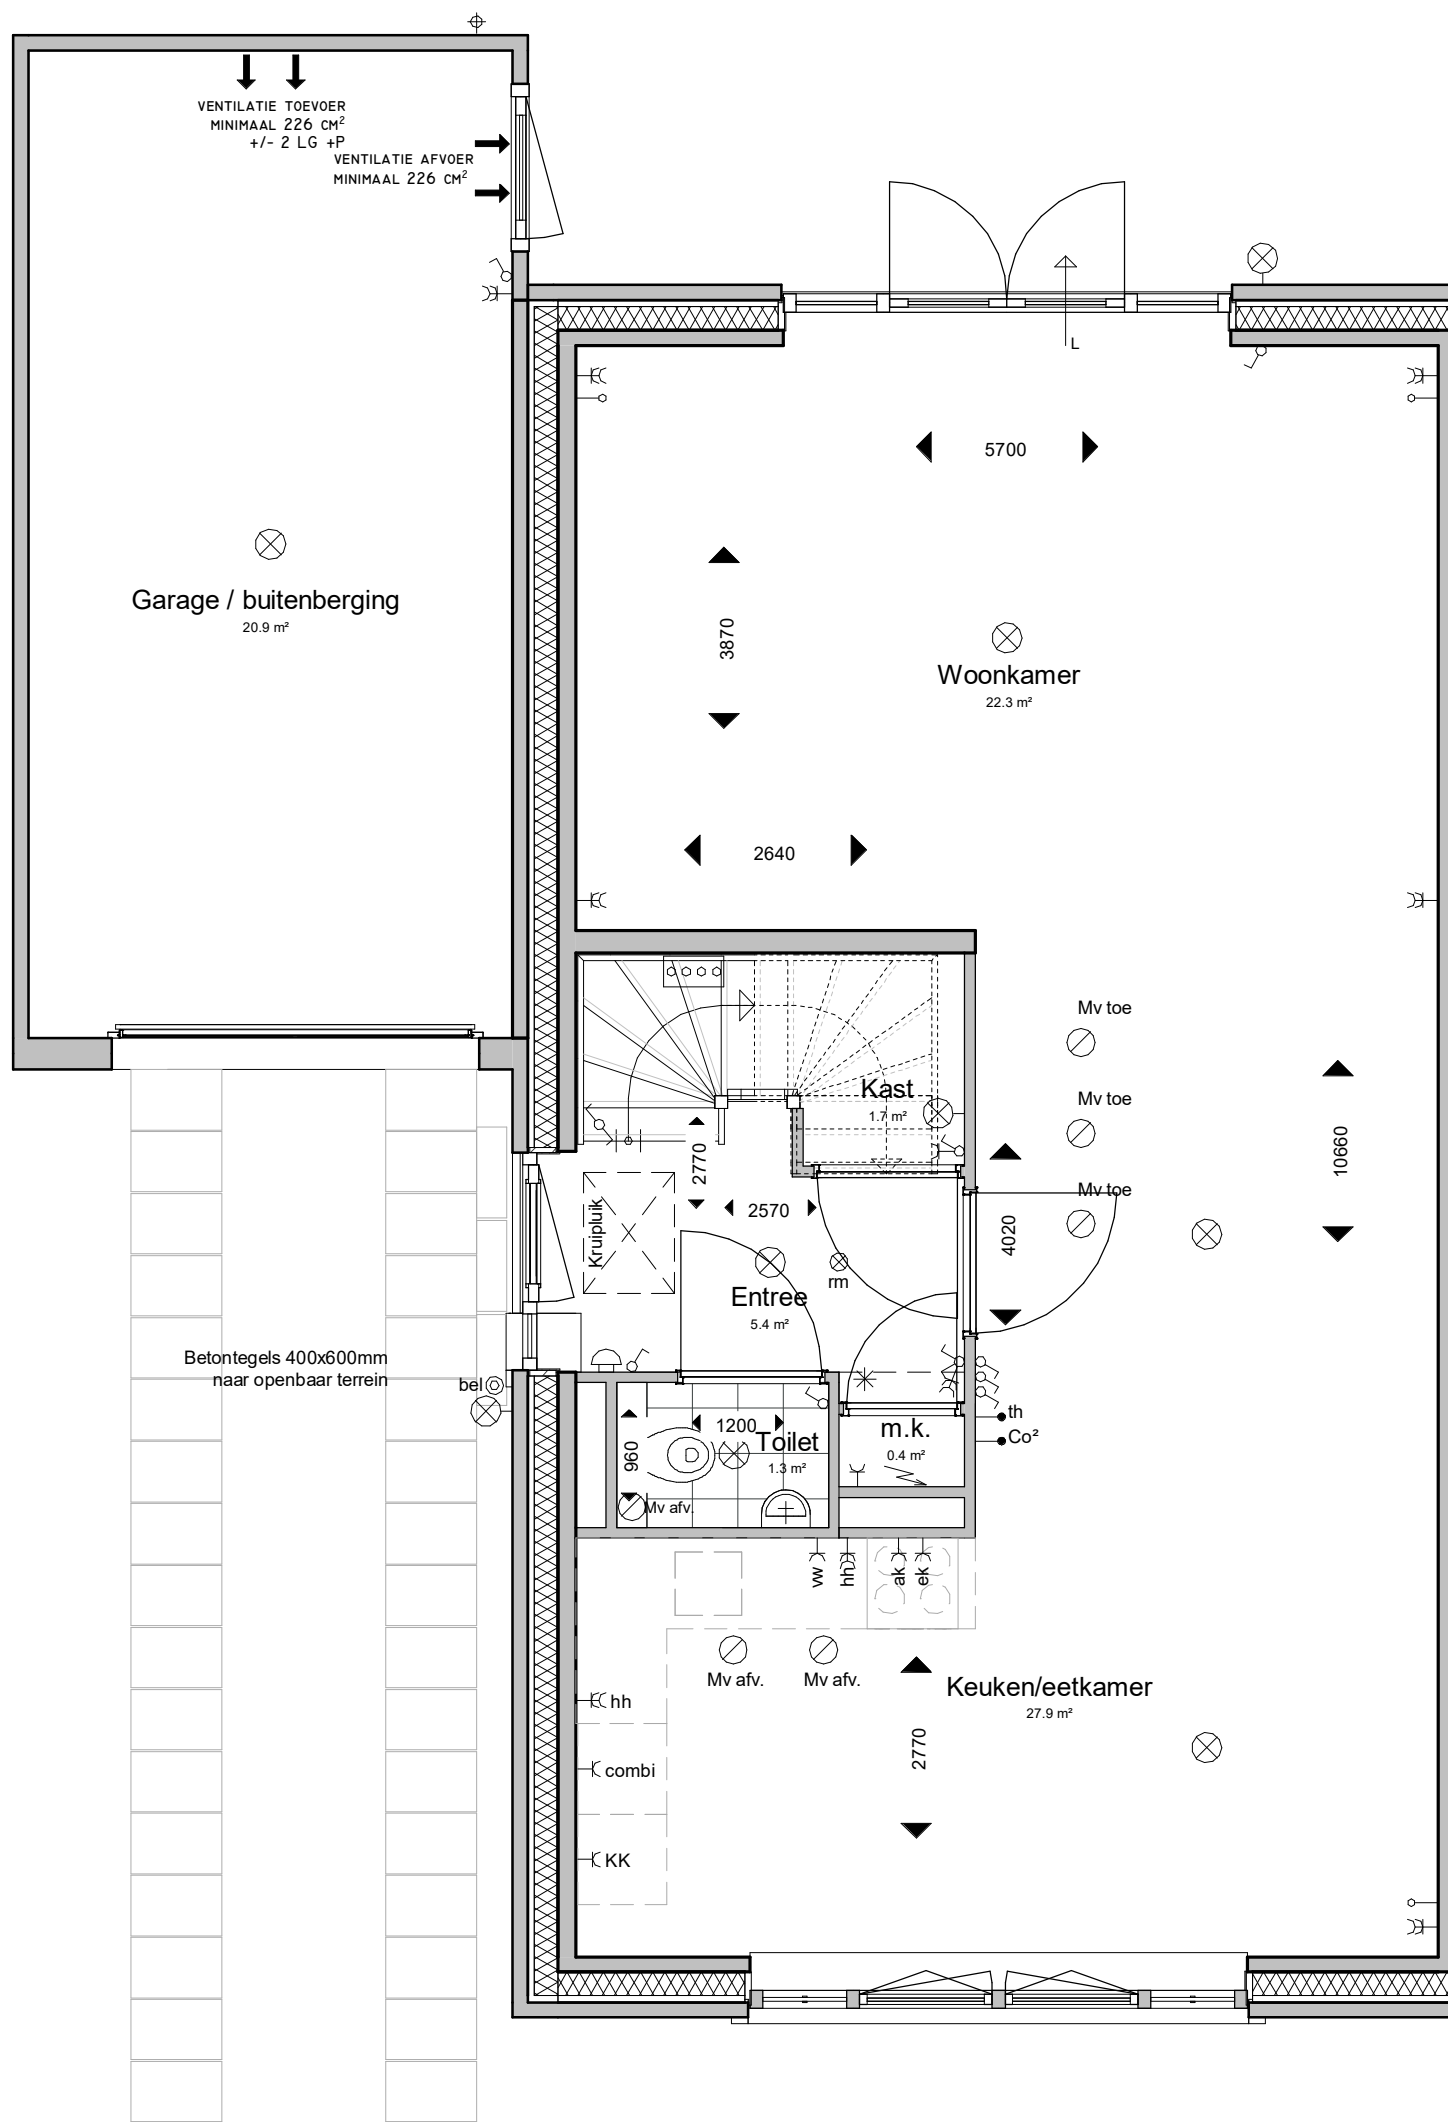 VENTILATIE TOEVOER
MINIMAAL 226 CM²
+/- 2 LG +P
VENTILATIE AFVOER
MINIMAAL 226 CM²
L
5700
3870
Garage / buitenberging
20.9 m²
Woonkamer
22.3 m²
2640
Mv toe
Kast
1.7 m²
Mv toe
10660
2770
Mv toe
2570
4020
Kruipluik
rm
Entree
5.4 m²
Betontegels 400x600mm
naar openbaar terrein
bel
th
Co²
1200
960
Toilet
1.3 m²
m.k.
0.4 m²
Mv afv.
vw
hh
ak
ek
Mv afv.
Mv afv.
Keuken/eetkamer
27.9 m²
hh
2770
combi
KK